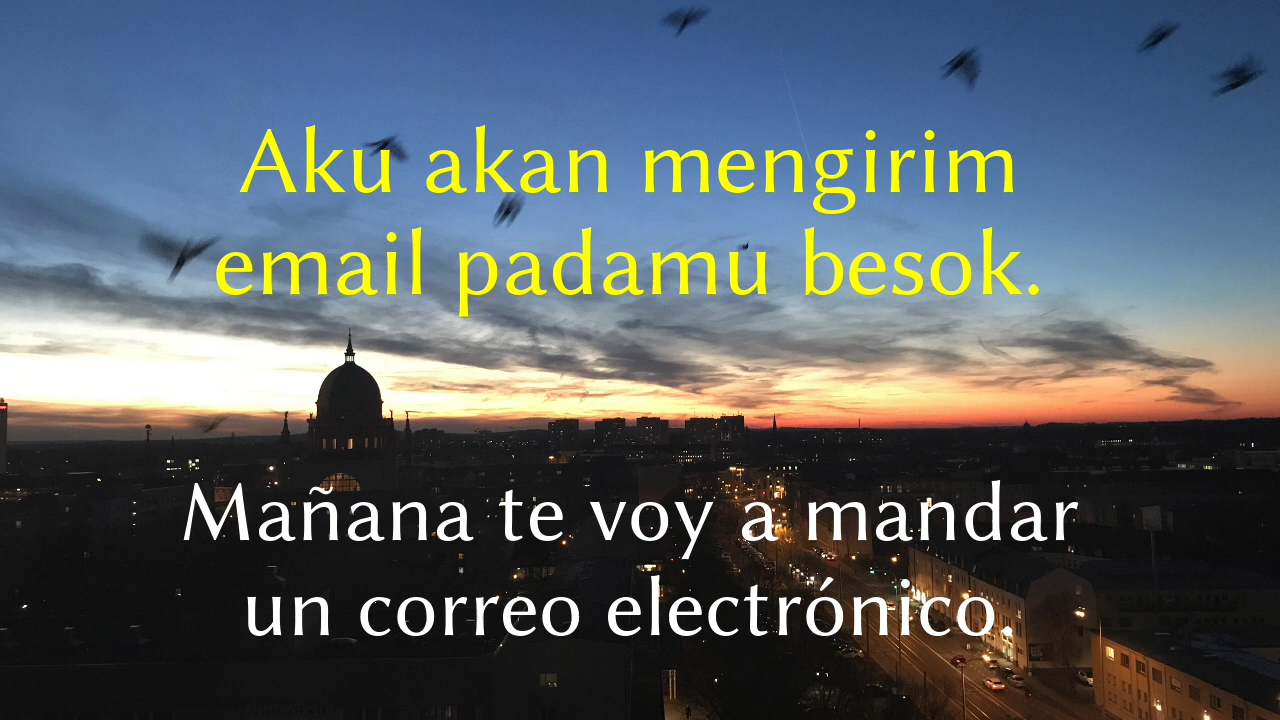 Aku akan mengirim
email padamu besok.
Mañana te voy a mandar
un correo electrónico.